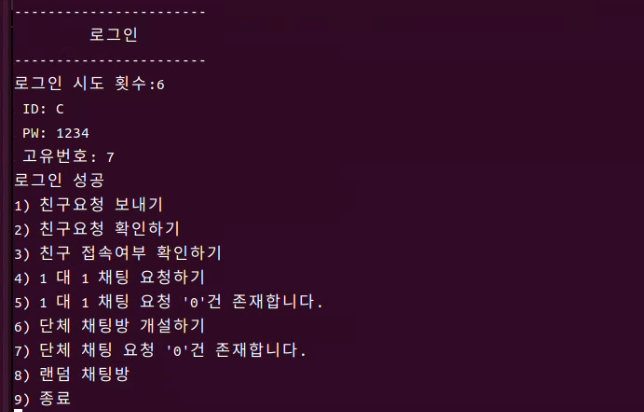 -----------------------
로그인
-----------------------
로그인 시도 횟수:6
ID: C
PW: 1234
고유번호: 7
로그인 성공
1) 친구요청 보내기
2) 친구요청 확인하기
3) 친구 접속여부 확인하기
4) 1 대 1 채팅 요청하기
5) 1 대 1 채팅 요청 '0'건 존재합니다.
6) 단체 채팅방 개설하기
7) 단체 채팅 요청 '0'건 존재합니다.
8) 랜덤 채팅방
9) 종료